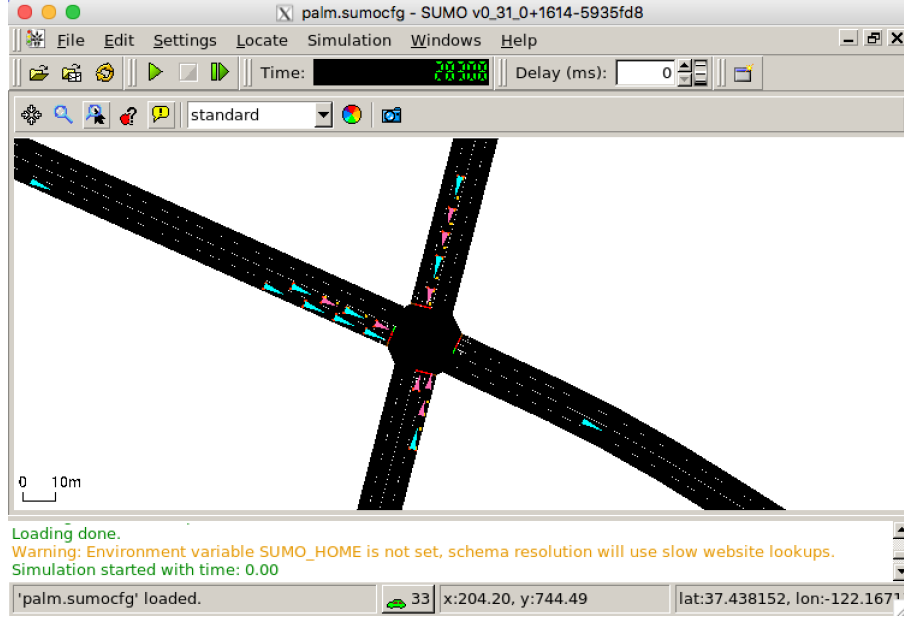 palm.sumocfg - SUMO v0_31_0+1614-5935fd8
File Edit Settings Locate Simulation Windows Help
Time: Delay (ms): 0
standard
0 10m
Loading done.
Warning: Environment variable SUMO_HOME is not set, schema resolution will use slow website lookups.
Simulation started with time: 0.00
'palm.sumocfg' loaded. 33 x:204.20, y:744.49 lat:37.438152, lon:-122.1671